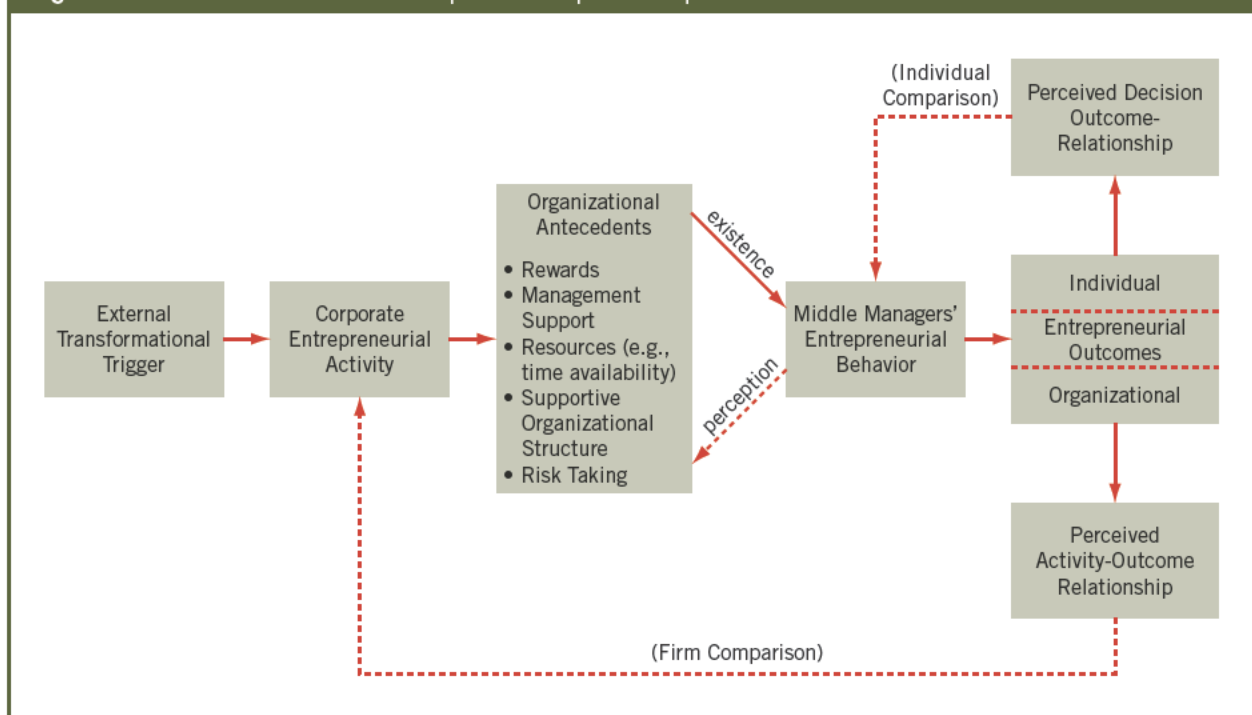 External
Transformational
Trigger
Corporate
Entrepreneurial
Activity
Organizational
Antecedents
• Rewards
• Management
Support
• Resources (e.g.,
time availability)
• Supportive
Organizational
Structure
• Risk Taking
existence
perception
Middle Managers’
Entrepreneurial
Behavior
(Individual
Comparison)
Perceived Decision
Outcome-
Relationship
Individual
Entrepreneurial
Outcomes
Organizational
Perceived
Activity-Outcome
Relationship
(Firm Comparison)